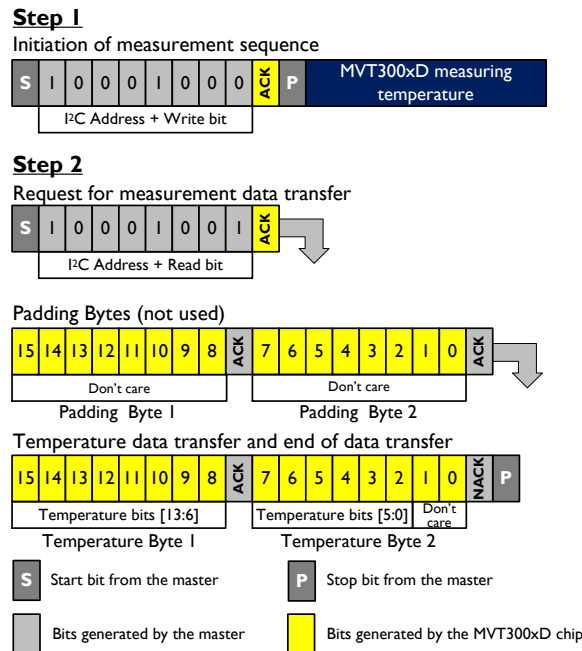 Step 1
Initiation of measurement sequence
S 1 0 0 0 1 0 0 0 ACK P MVT300xD measuring temperature
I²C Address + Write bit
Step 2
Request for measurement data transfer
S 1 0 0 0 1 0 0 1 ACK
I²C Address + Read bit
Padding Bytes (not used)
15 14 13 12 11 10 9 8 ACK 7 6 5 4 3 2 1 0 ACK
Don't care Don't care
Padding Byte 1 Padding Byte 2
Temperature data transfer and end of data transfer
15 14 13 12 11 10 9 8 ACK 7 6 5 4 3 2 1 0 NACK P
Temperature bits [13:6] Temperature bits [5:0] Don't care
Temperature Byte 1 Temperature Byte 2
S Start bit from the master P Stop bit from the master
Bits generated by the master Bits generated by the MVT300xD chip